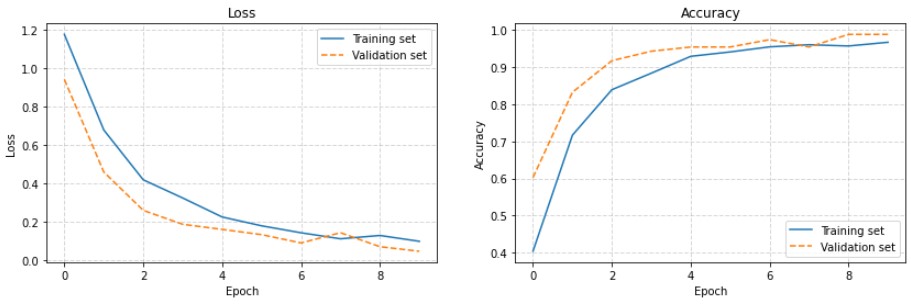 Loss
1.2
1.0
0.8
0.6
0.4
0.2
0.0
Loss
0 2 4 6 8
Epoch
Training set
Validation set
Accuracy
1.0
0.9
0.8
0.7
0.6
0.5
0.4
Accuracy
0 2 4 6 8
Epoch
Training set
Validation set